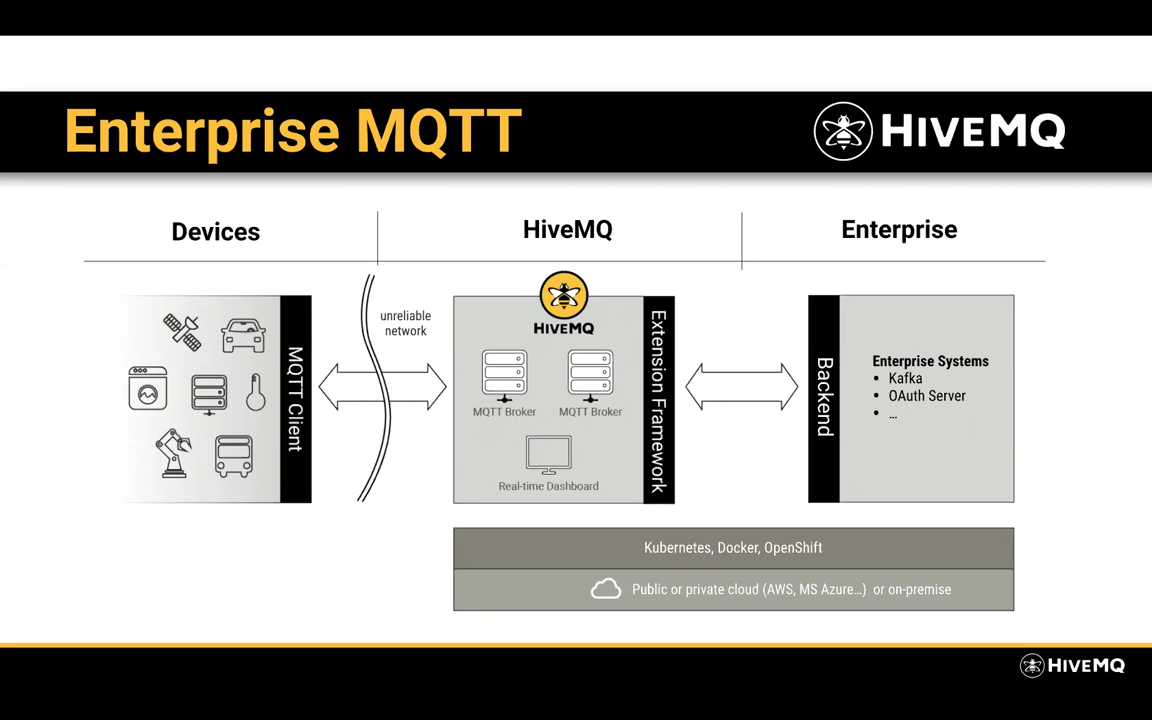 Enterprise MQTT
HIVEMQ
Devices
HiveMQ
Enterprise
MQTT Client
unreliable
network
HIVEMQ
MQTT Broker
MQTT Broker
Real-time Dashboard
Extension Framework
Backend
Enterprise Systems
• Kafka
• OAuth Server
• ...
Kubernetes, Docker, OpenShift
Public or private cloud (AWS, MS Azure...) or on-premise
HIVEMQ